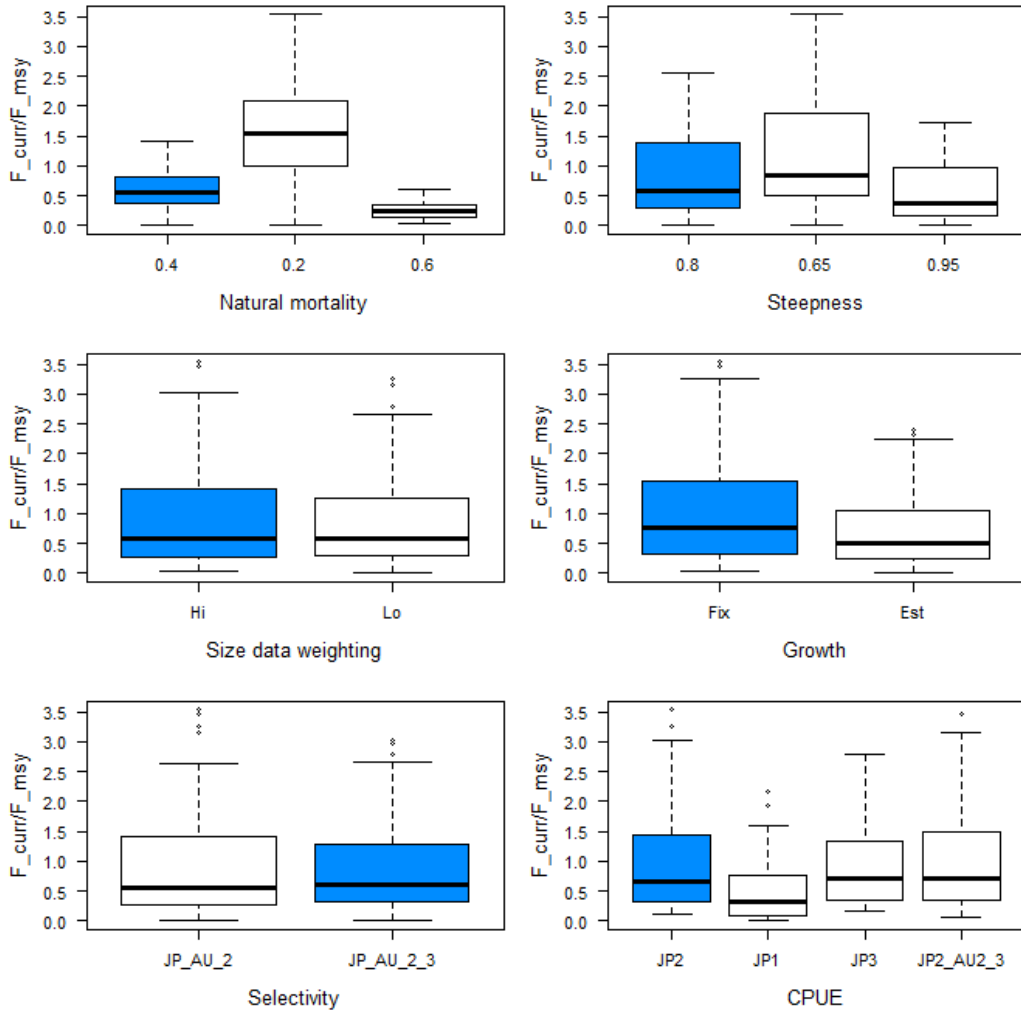 F_curr/F_msy
3.5
3.0
2.5
2.0
1.5
1.0
0.5
0.0
0.4 0.2 0.6
Natural mortality
F_curr/F_msy
3.5
3.0
2.5
2.0
1.5
1.0
0.5
0.0
0.8 0.65 0.95
Steepness
F_curr/F_msy
3.5
3.0
2.5
2.0
1.5
1.0
0.5
0.0
Hi Lo
Size data weighting
F_curr/F_msy
3.5
3.0
2.5
2.0
1.5
1.0
0.5
0.0
Fix Est
Growth
F_curr/F_msy
3.5
3.0
2.5
2.0
1.5
1.0
0.5
0.0
JP_AU_2 JP_AU_2_3
Selectivity
F_curr/F_msy
3.5
3.0
2.5
2.0
1.5
1.0
0.5
0.0
JP2 JP1 JP3 JP2_AU2_3
CPUE